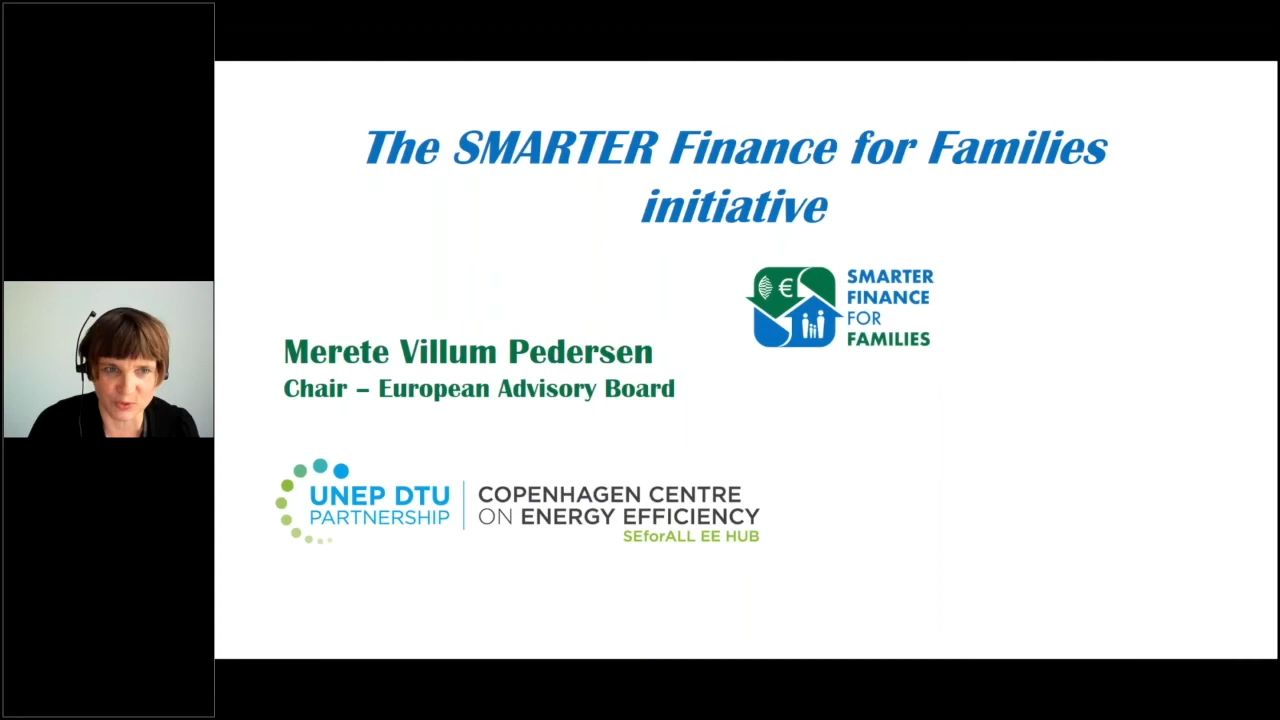 The SMARTER Finance for Families
initiative
SMARTER
FINANCE
FOR
FAMILIES
€
Merete Villum Pedersen
Chair – European Advisory Board
UNEP DTU
PARTNERSHIP
COPENHAGEN CENTRE
ON ENERGY EFFICIENCY
SEforALL EE HUB